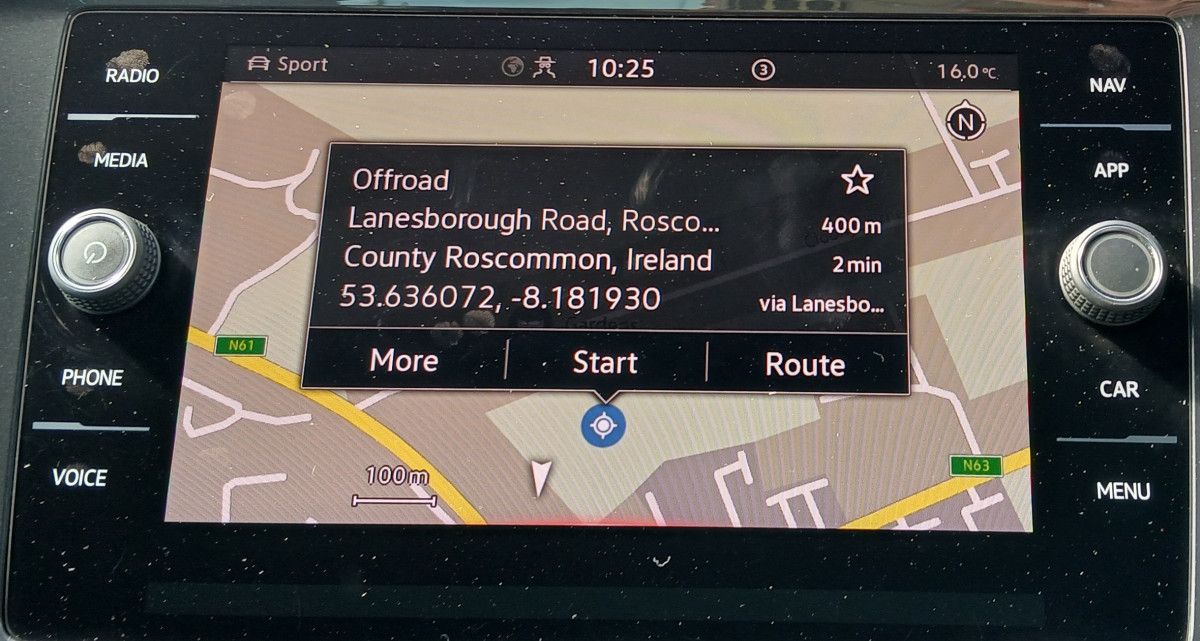 RADIO
MEDIA
PHONE
VOICE
Sport
10:25
3
16.0°C
N
Offroad
Lanesborough Road, Rosco...
400 m
County Roscommon, Ireland
2 min
53.636072, -8.181930
via Lanesbo...
More
Start
Route
N61
N63
100m
NAV
APP
CAR
MENU